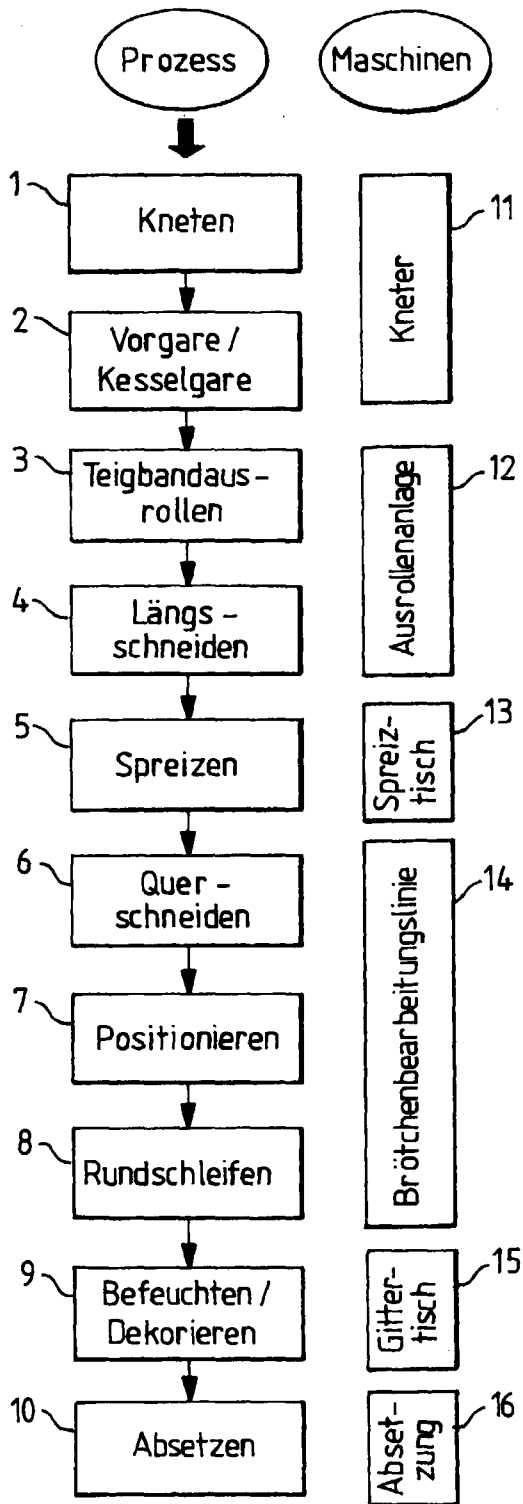 Prozess
Maschinen
1
Kneten
11
Kneter
2
Vorgare /
Kesselgare
3
Teigbandaus-
rollen
12
Ausrollenanlage
4
Längs-
schneiden
5
Spreizen
13
Spreiz-
tisch
6
Quer-
schneiden
14
Brötchenbearbeitungslinie
7
Positionieren
8
Rundschleifen
9
Befeuchten /
Dekorieren
15
Gitter-
tisch
10
Absetzen
16
Abset-
zung